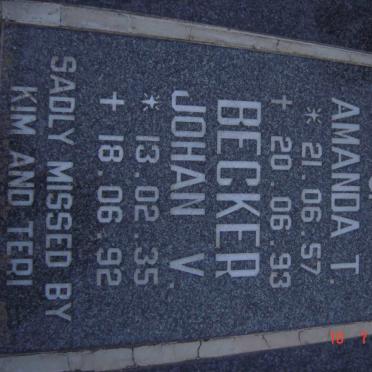 AMANDA T.
* 21.06.57.
+ 20.06.93
BECKER
JOHAN V
* 13.02.35.
+ 18.06.92
SADLY MISSED BY
KIM AND TERI